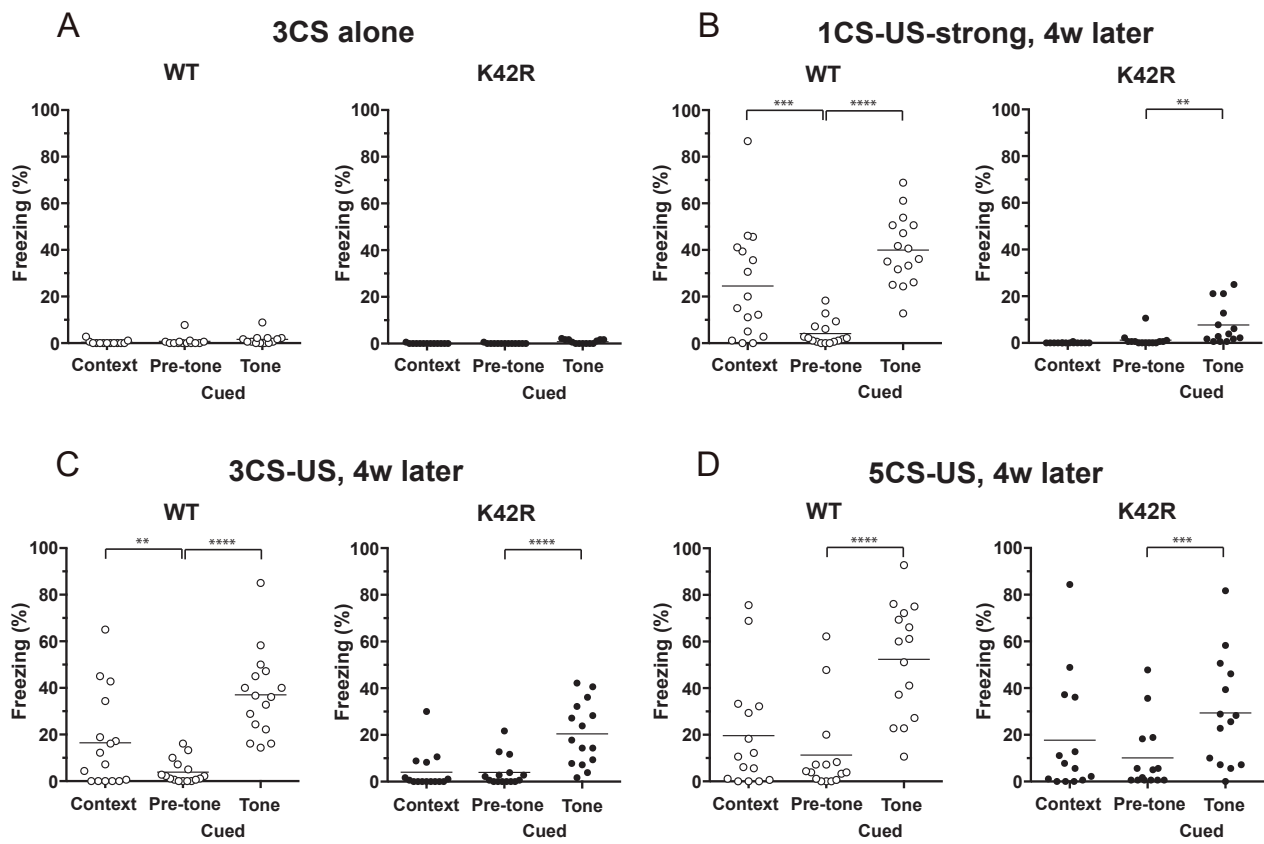 A
3CS alone
WT
K42R
Freezing (%)
100
80
60
40
20
0
Context
Pre-tone
Tone
Cued
Freezing (%)
100
80
60
40
20
0
Context
Pre-tone
Tone
Cued
B
1CS-US-strong, 4w later
WT
K42R
Freezing (%)
100
80
60
40
20
0
***
****
Context
Pre-tone
Tone
Cued
Freezing (%)
100
80
60
40
20
0
**
Context
Pre-tone
Tone
Cued
C
3CS-US, 4w later
WT
K42R
Freezing (%)
100
80
60
40
20
0
**
****
Context
Pre-tone
Tone
Cued
Freezing (%)
100
80
60
40
20
0
****
Context
Pre-tone
Tone
Cued
D
5CS-US, 4w later
WT
K42R
Freezing (%)
100
80
60
40
20
0
****
Context
Pre-tone
Tone
Cued
Freezing (%)
100
80
60
40
20
0
***
Context
Pre-tone
Tone
Cued